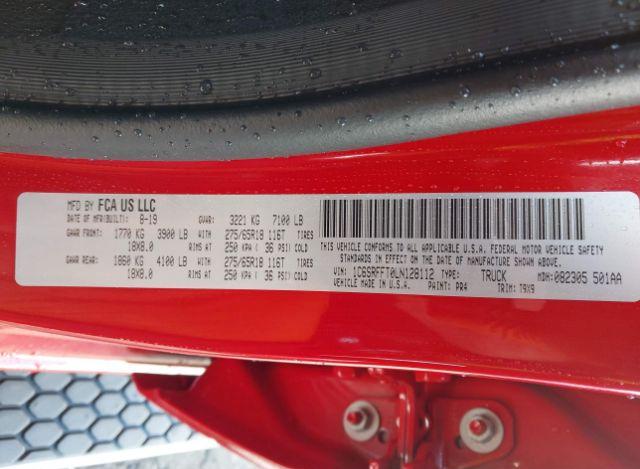 MFD BY FCA US LLC
DATE OF MFR(BUILT): 8-19 GVWR: 3221 KG 7100 LB
GAWR FRONT: 1770 KG 3900 LB WITH 275/65R18 116T TIRES
18X8.0 RIMS AT 250 KPA ( 36 PSI) COLD
GAWR REAR: 1860 KG 4100 LB WITH 275/65R18 116T TIRES
18X8.0 RIMS AT 250 KPA ( 36 PSI) COLD
THIS VEHICLE CONFORMS TO ALL APPLICABLE U.S.A. FEDERAL MOTOR VEHICLE SAFETY
STANDARDS IN EFFECT ON THE DATE OF MANUFACTURE SHOWN ABOVE.
VIN: 1C6SRFFT0LN128112 TYPE: TRUCK MDH:082305 501AA
VEHICLE MADE IN U.S.A. PAINT: PR4 TRIM: T9X9